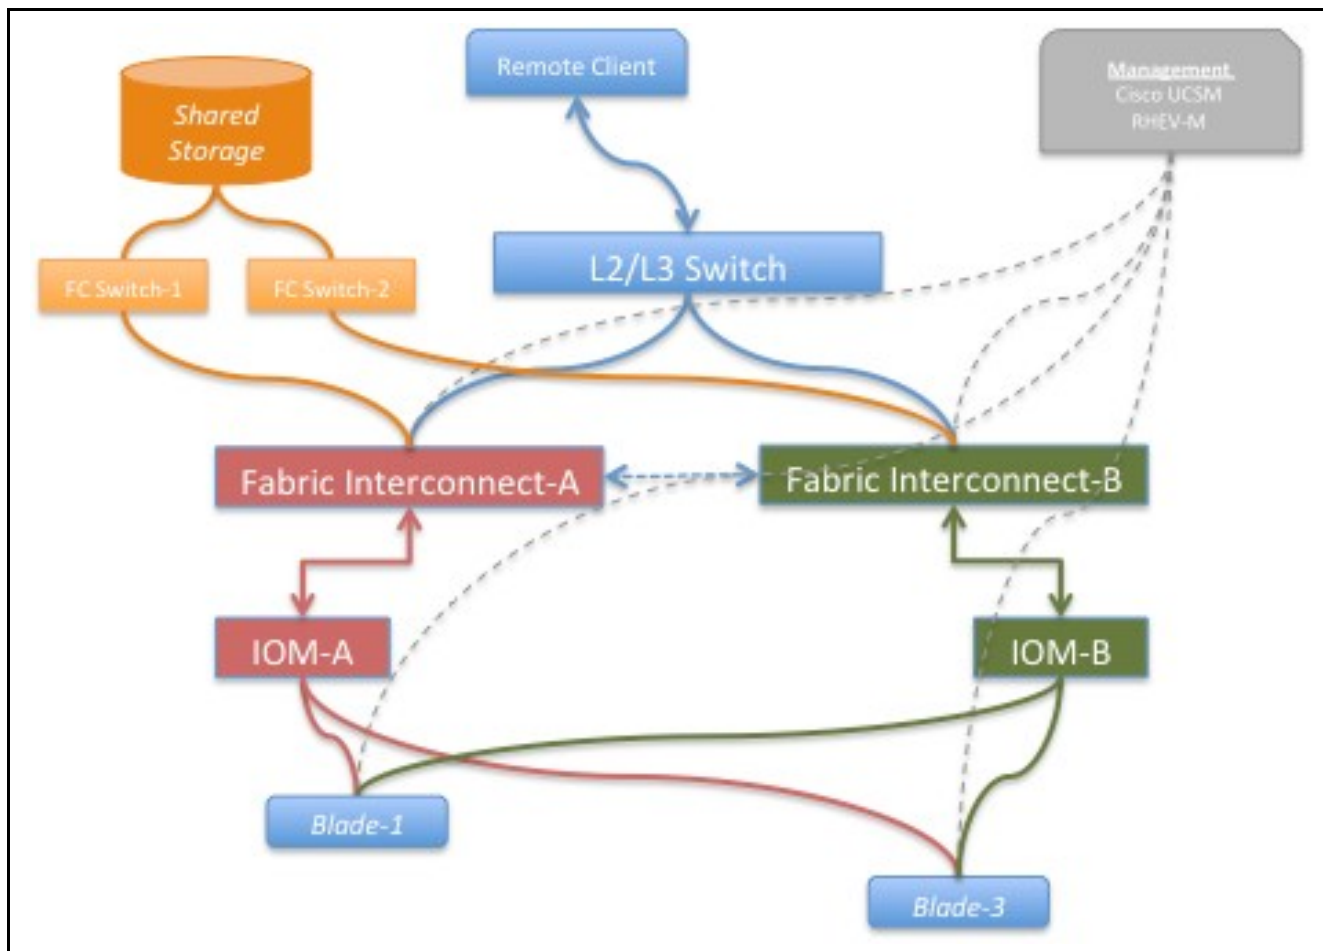 Remote Client
Management
Cisco UCSM
RHEV-M
Shared
Storage
L2/L3 Switch
FC Switch-1
FC Switch-2
Fabric Interconnect-A
Fabric Interconnect-B
IOM-A
IOM-B
Blade-1
Blade-3